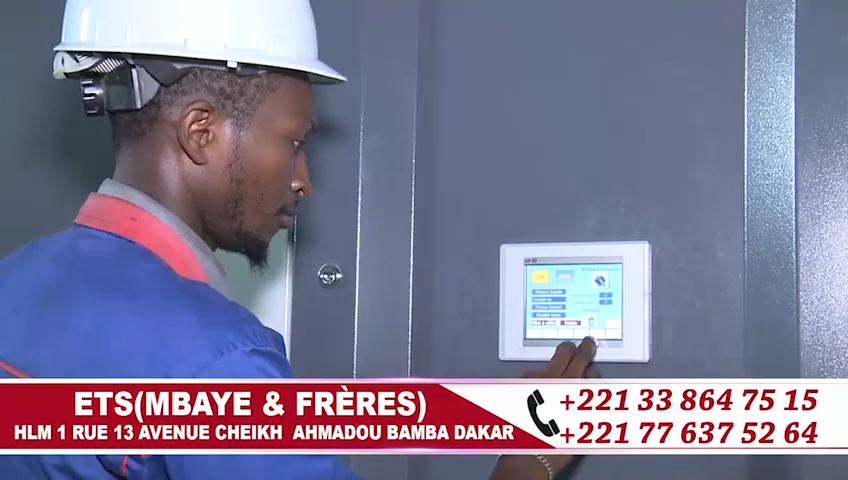 ETS(MBAYE & FRÈRES)
HLM 1 RUE 13 AVENUE CHEIKH AHMADOU BAMBA DAKAR
+221 33 864 75 15
+221 77 637 52 64